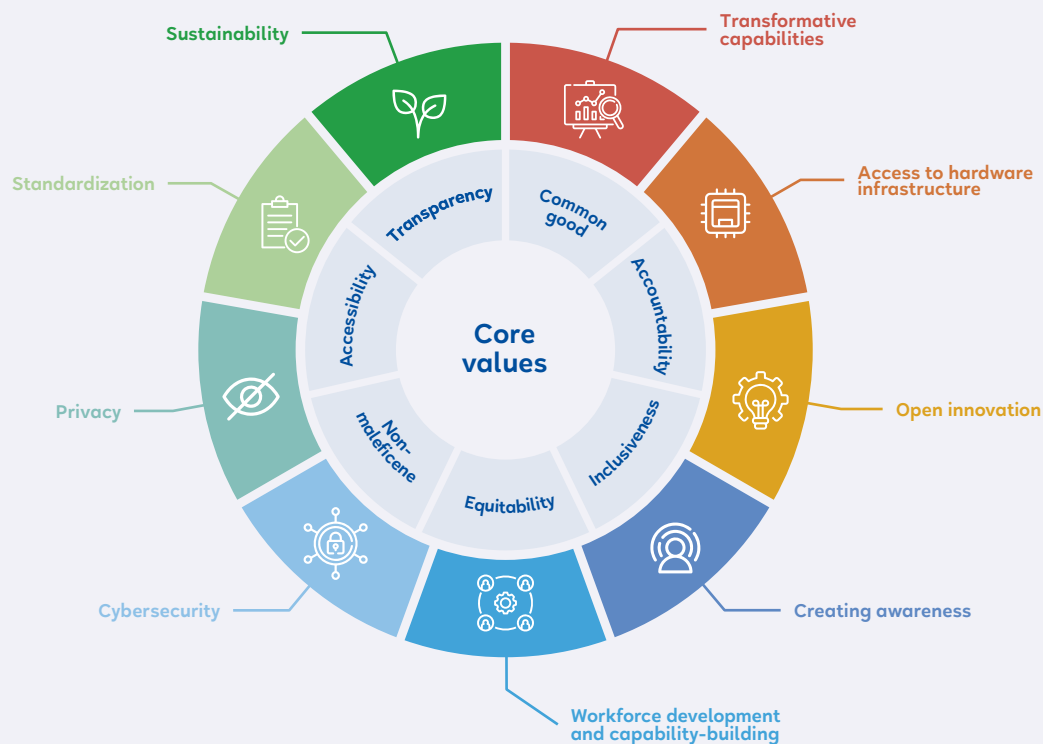 Transformative
capabilities
Sustainability
Access to hardware
infrastructure
Standardization
Open innovation
Privacy
Creating awareness
Cybersecurity
Workforce development
and capability-building
Common
good
Accountability
Inclusiveness
Equitability
Non-
maleficene
Accessibility
Transparency
Core
values